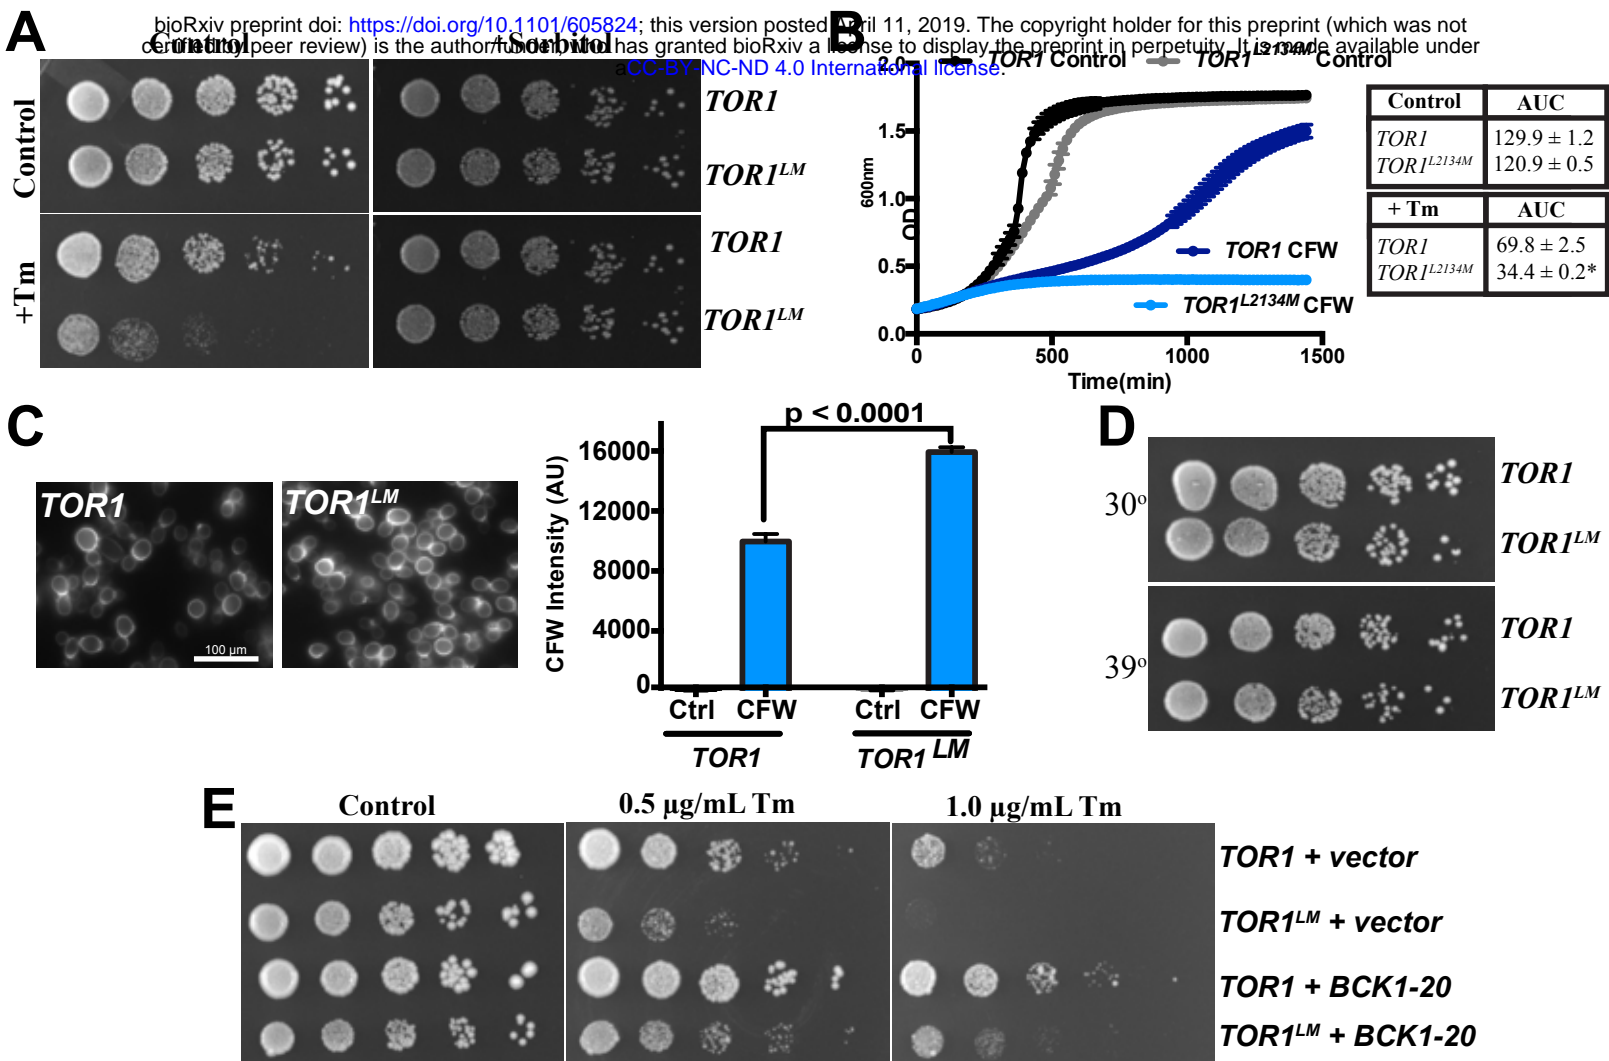 bioRxiv preprint doi: https://doi.org/10.1101/605824; this version posted April 11, 2019. The copyright holder for this preprint (which was not
certified by peer review) is the author/funder, who has granted bioRxiv a license to display the preprint in perpetuity. It is made available under
aCC-BY-NC-ND 4.0 International license.
A
Control
+Sorbitol
Control
TOR1
TOR1LM
+Tm
TOR1
TOR1LM
B
TOR1 Control
TOR1L2134M Control
OD 600nm
2.0
1.5
1.0
0.5
0.0
TOR1 CFW
TOR1L2134M CFW
0 500 1000 1500
Time(min)
Control AUC
TOR1 129.9 ± 1.2
TOR1L2134M 120.9 ± 0.5
+ Tm AUC
TOR1 69.8 ± 2.5
TOR1L2134M 34.4 ± 0.2*
C
TOR1
TOR1LM
100 µm
CFW Intensity (AU)
16000
12000
8000
4000
0
p < 0.0001
Ctrl CFW Ctrl CFW
TOR1 TOR1 LM
D
30o
TOR1
TOR1LM
39o
TOR1
TOR1LM
E
Control
0.5 µg/mL Tm
1.0 µg/mL Tm
TOR1 + vector
TOR1LM + vector
TOR1 + BCK1-20
TOR1LM + BCK1-20